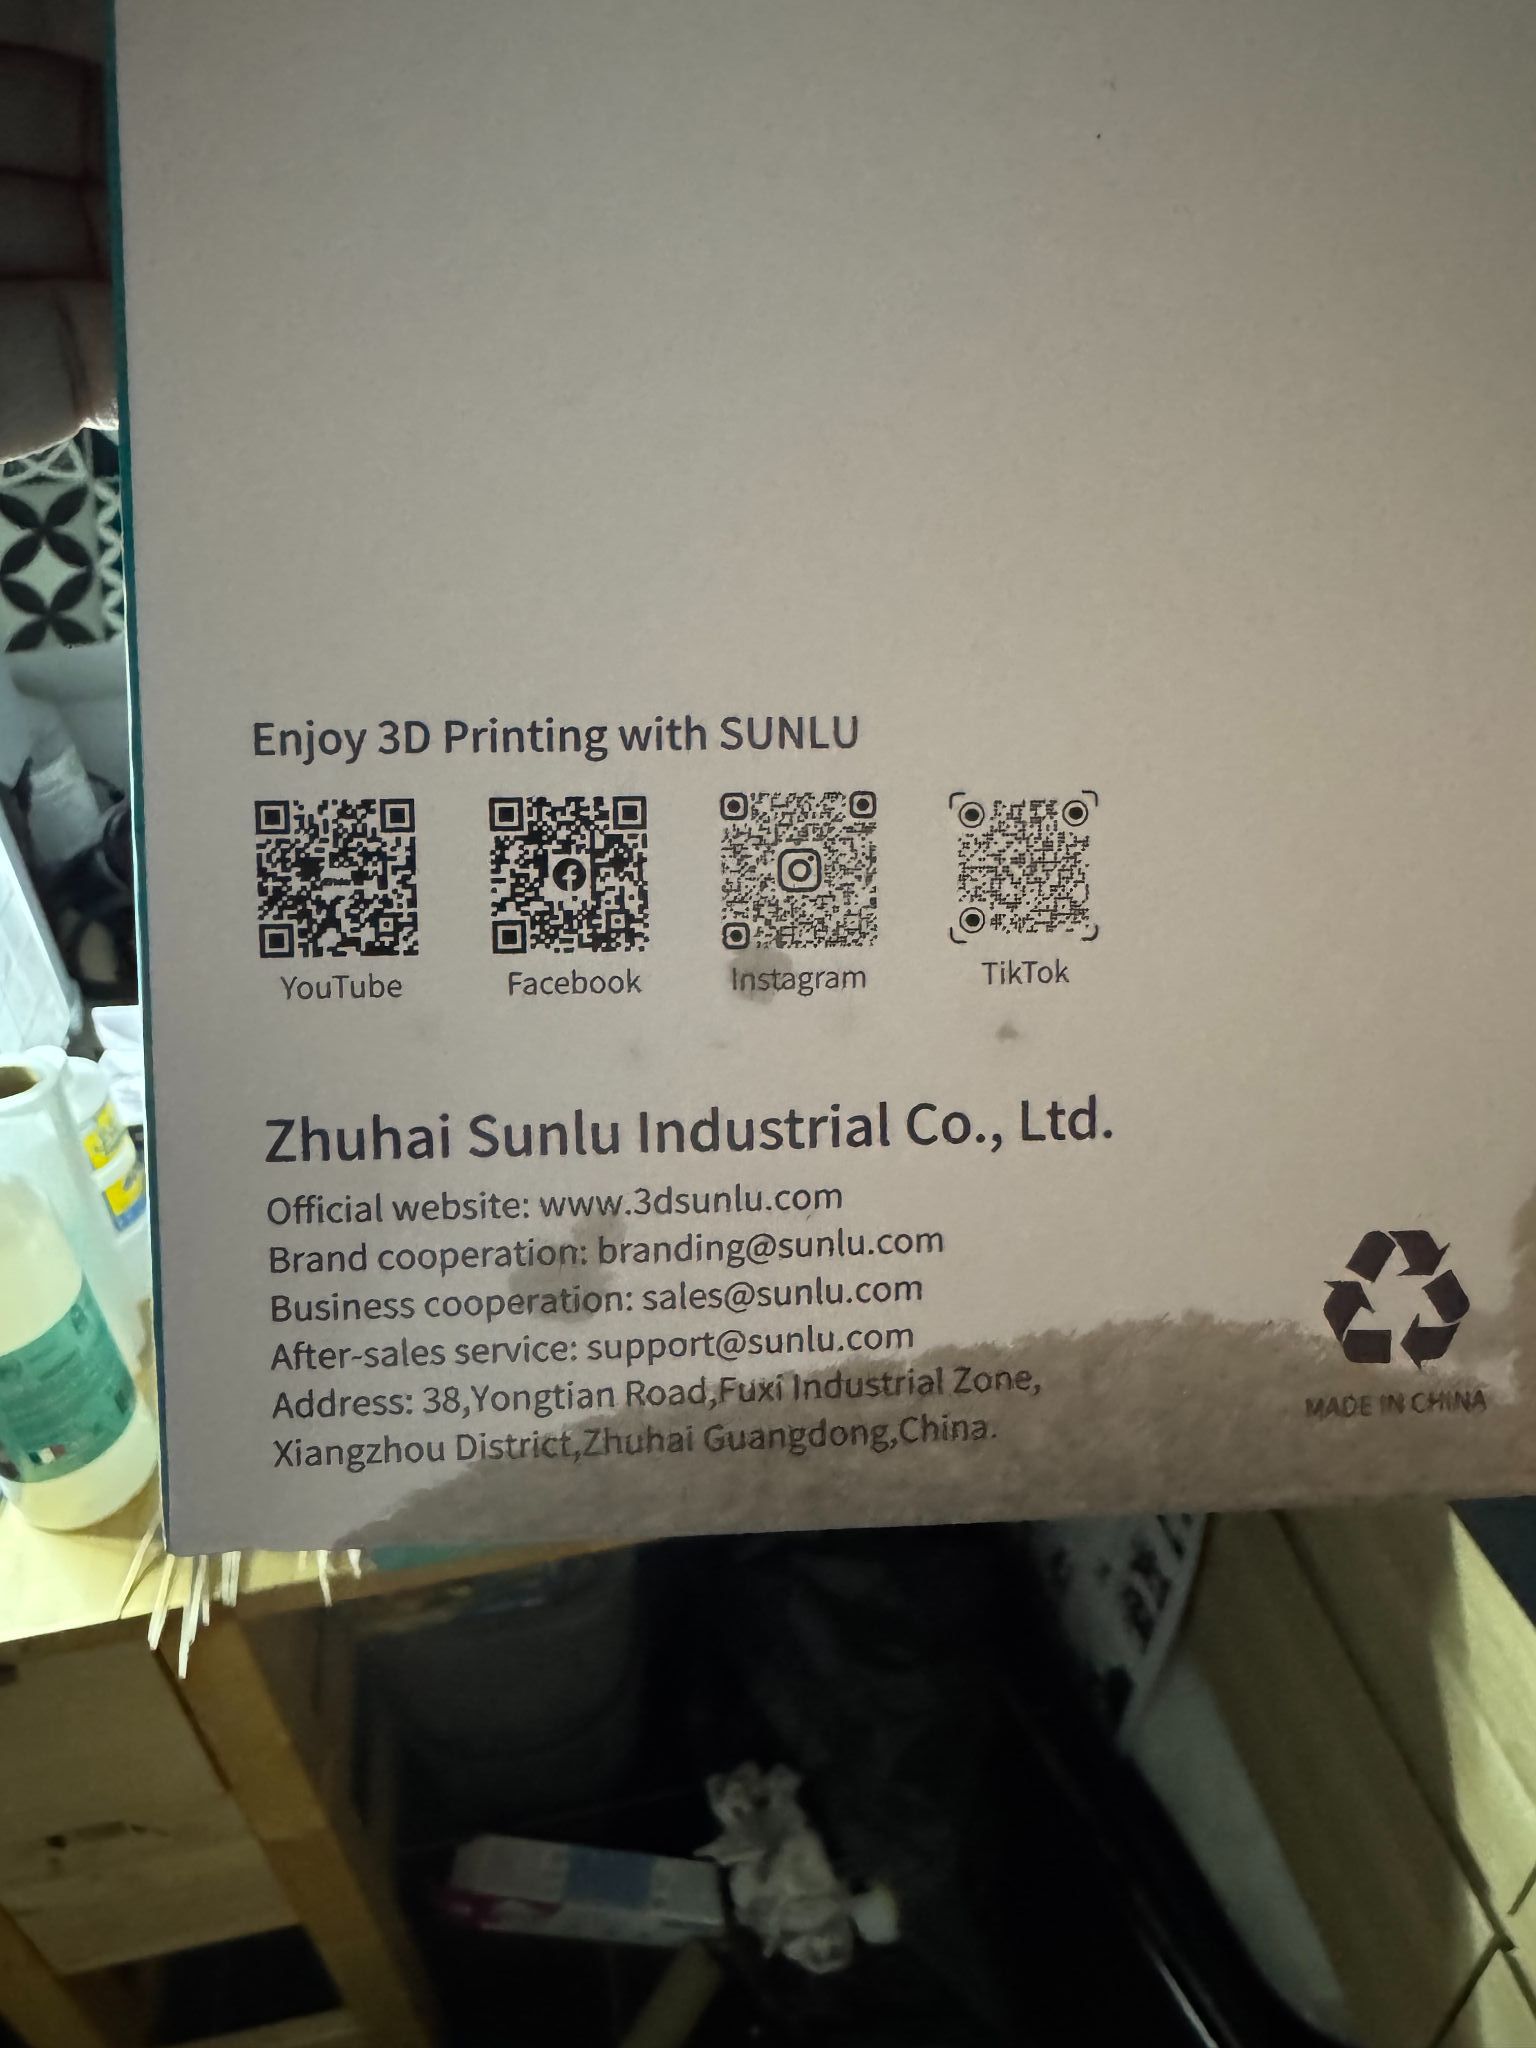 Enjoy 3D Printing with SUNLU
YouTube
Facebook
Instagram
TikTok
Zhuhai Sunlu Industrial Co., Ltd.
Official website: www.3dsunlu.com
Brand cooperation: branding@sunlu.com
Business cooperation: sales@sunlu.com
After-sales service: support@sunlu.com
Address: 38,Yongtian Road,Fuxi Industrial Zone,
Xiangzhou District,Zhuhai Guangdong,China.
MADE IN CHINA